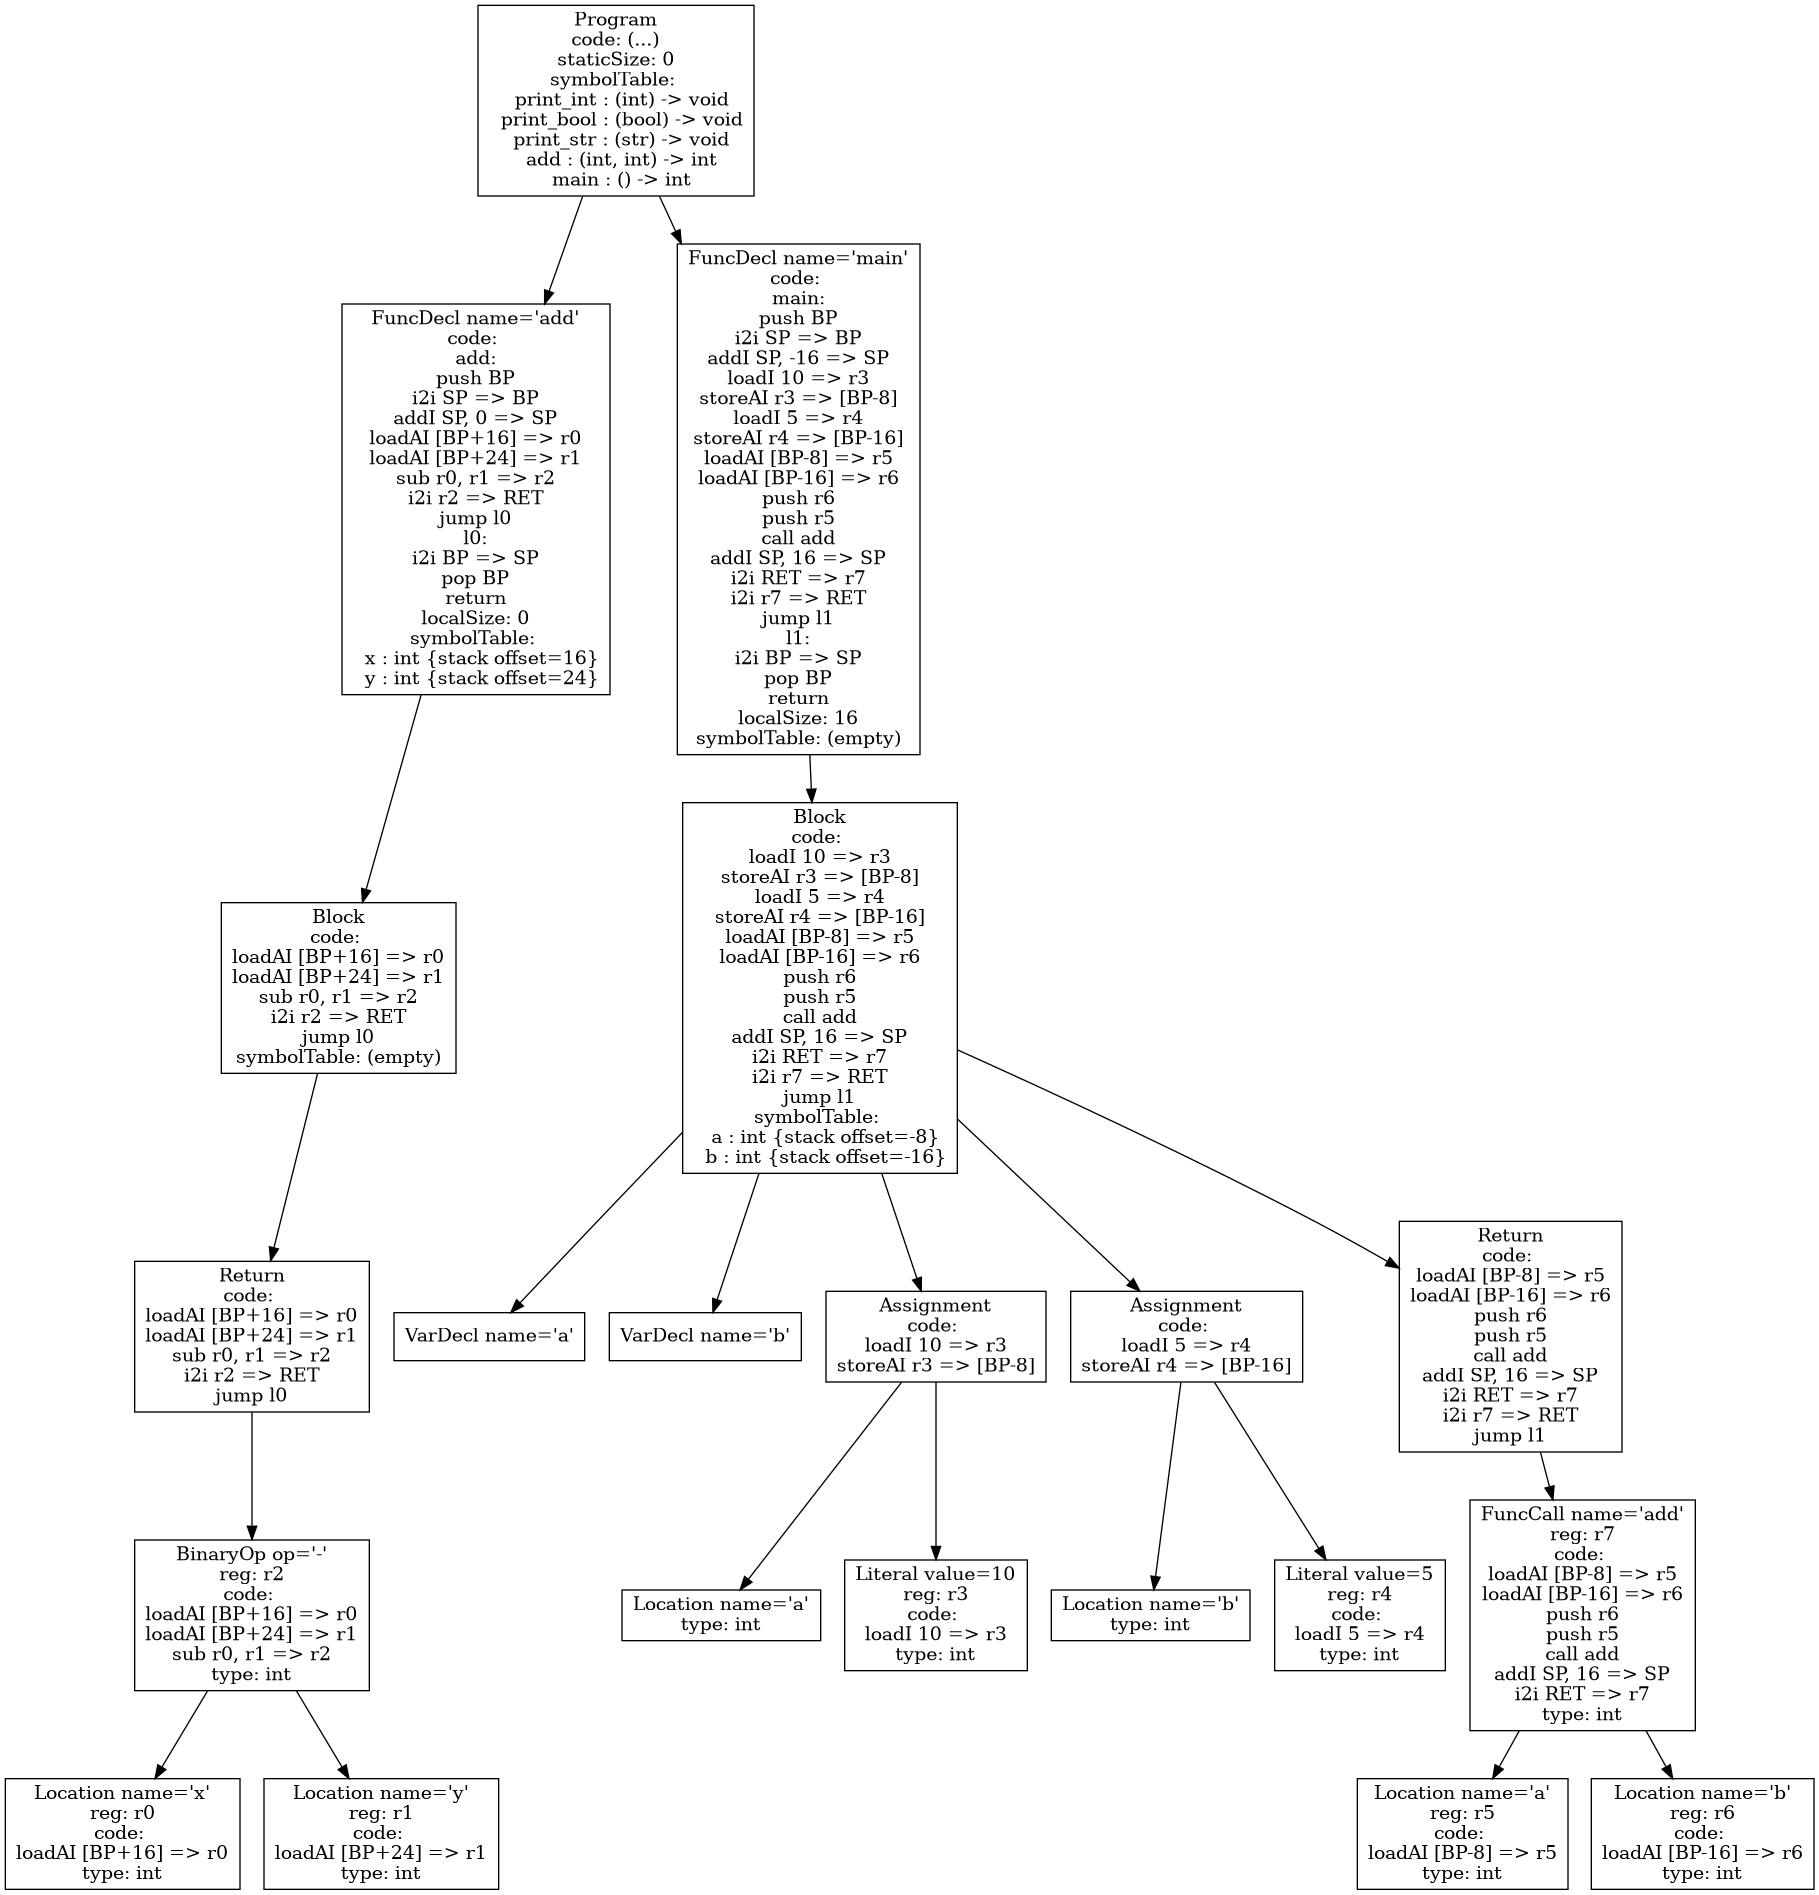 Program
code: (...)
staticSize: 0
symbolTable:
print_int : (int) -> void
print_bool : (bool) -> void
print_str : (str) -> void
add : (int, int) -> int
main : () -> int
FuncDecl name='add'
code:
add:
push BP
i2i SP => BP
addI SP, 0 => SP
loadAI [BP+16] => r0
loadAI [BP+24] => r1
sub r0, r1 => r2
i2i r2 => RET
jump l0
l0:
i2i BP => SP
pop BP
return
localSize: 0
symbolTable:
x : int {stack offset=16}
y : int {stack offset=24}
FuncDecl name='main'
code:
main:
push BP
i2i SP => BP
addI SP, -16 => SP
loadI 10 => r3
storeAI r3 => [BP-8]
loadI 5 => r4
storeAI r4 => [BP-16]
loadAI [BP-8] => r5
loadAI [BP-16] => r6
push r6
push r5
call add
addI SP, 16 => SP
i2i RET => r7
i2i r7 => RET
jump l1
l1:
i2i BP => SP
pop BP
return
localSize: 16
symbolTable: (empty)
Block
code:
loadAI [BP+16] => r0
loadAI [BP+24] => r1
sub r0, r1 => r2
i2i r2 => RET
jump l0
symbolTable: (empty)
Block
code:
loadI 10 => r3
storeAI r3 => [BP-8]
loadI 5 => r4
storeAI r4 => [BP-16]
loadAI [BP-8] => r5
loadAI [BP-16] => r6
push r6
push r5
call add
addI SP, 16 => SP
i2i RET => r7
i2i r7 => RET
jump l1
symbolTable:
a : int {stack offset=-8}
b : int {stack offset=-16}
Return
code:
loadAI [BP+16] => r0
loadAI [BP+24] => r1
sub r0, r1 => r2
i2i r2 => RET
jump l0
VarDecl name='a'
VarDecl name='b'
Assignment
code:
loadI 10 => r3
storeAI r3 => [BP-8]
Assignment
code:
loadI 5 => r4
storeAI r4 => [BP-16]
Return
code:
loadAI [BP-8] => r5
loadAI [BP-16] => r6
push r6
push r5
call add
addI SP, 16 => SP
i2i RET => r7
i2i r7 => RET
jump l1
BinaryOp op='-'
reg: r2
code:
loadAI [BP+16] => r0
loadAI [BP+24] => r1
sub r0, r1 => r2
type: int
Location name='a'
type: int
Literal value=10
reg: r3
code:
loadI 10 => r3
type: int
Location name='b'
type: int
Literal value=5
reg: r4
code:
loadI 5 => r4
type: int
FuncCall name='add'
reg: r7
code:
loadAI [BP-8] => r5
loadAI [BP-16] => r6
push r6
push r5
call add
addI SP, 16 => SP
i2i RET => r7
type: int
Location name='x'
reg: r0
code:
loadAI [BP+16] => r0
type: int
Location name='y'
reg: r1
code:
loadAI [BP+24] => r1
type: int
Location name='a'
reg: r5
code:
loadAI [BP-8] => r5
type: int
Location name='b'
reg: r6
code:
loadAI [BP-16] => r6
type: int